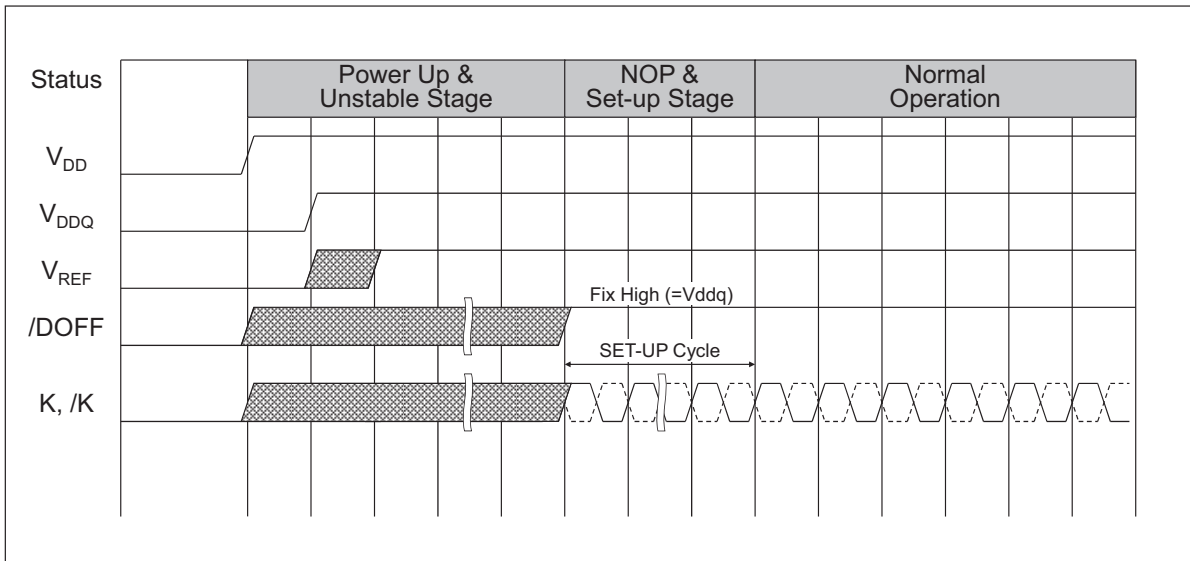 Status
Power Up &
Unstable Stage
NOP &
Set-up Stage
Normal
Operation
VDD
VDDQ
VREF
/DOFF
Fix High (=Vddq)
SET-UP Cycle
K, /K